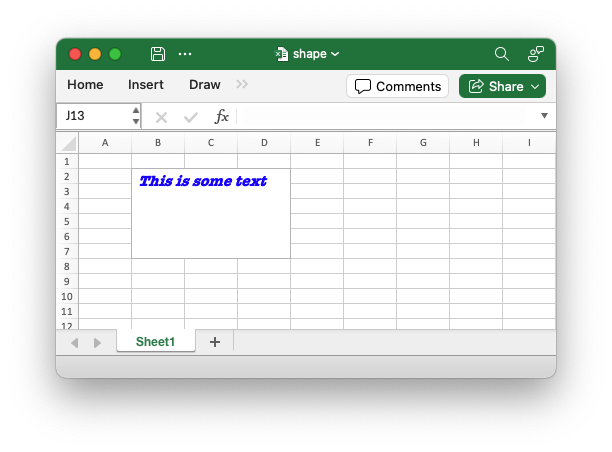 shape
Home Insert Draw Comments Share
J13 fx
A B C D E F G H I
1
2 This is some text
3
4
5
6
7
8
9
10
11
12
Sheet1 +